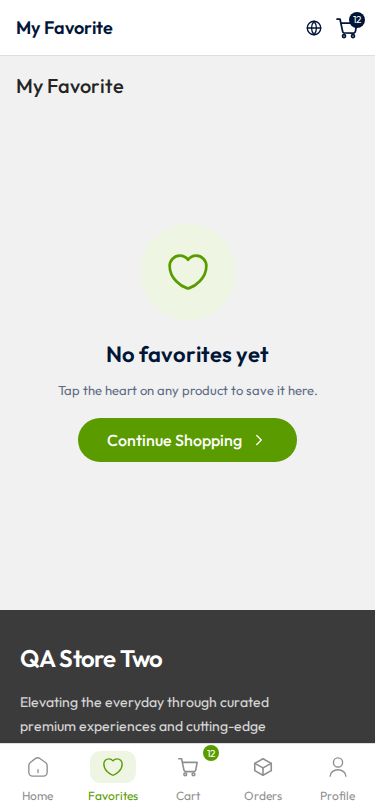 My Favorite
12
My Favorite
No favorites yet
Tap the heart on any product to save it here.
Continue Shopping
QA Store Two
Elevating the everyday through curated
premium experiences and cutting-edge
12
Home
Favorites
Cart
Orders
Profile